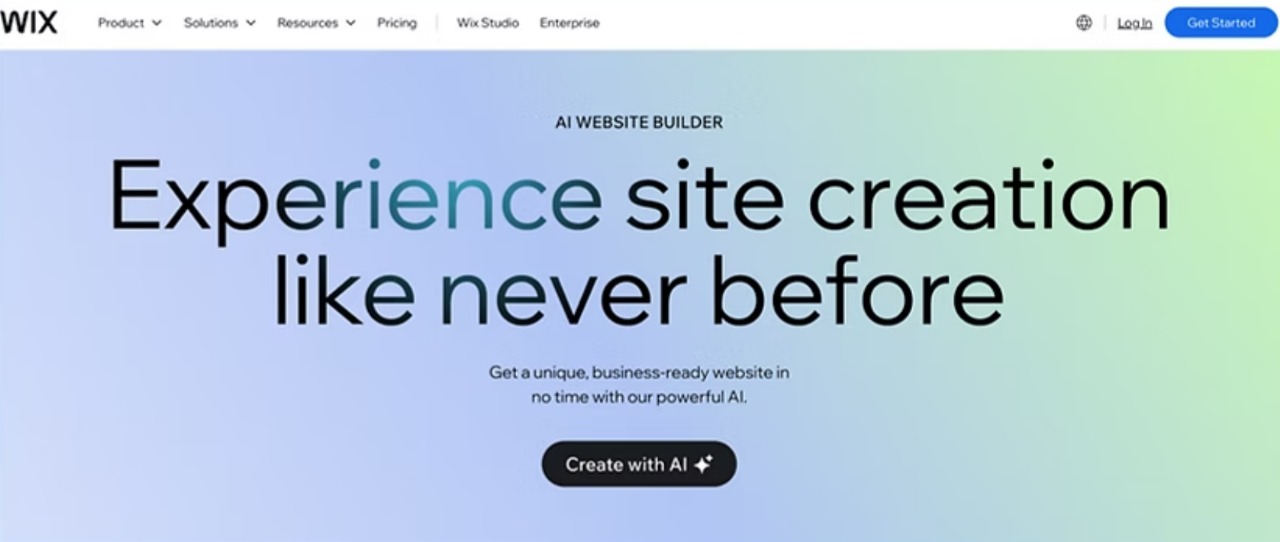 WIX Product Solutions Resources Pricing Wix Studio Enterprise Log In Get Started
AI WEBSITE BUILDER
Experience site creation
like never before
Get a unique, business-ready website in
no time with our powerful AI.
Create with AI